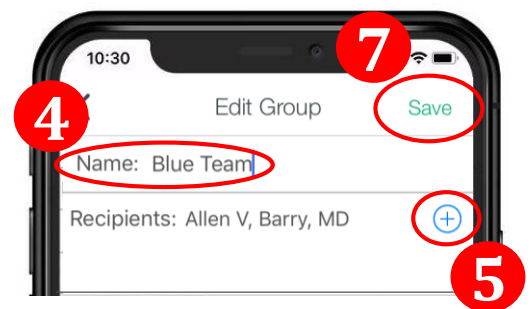 10:30
7
4
Edit Group
Save
Name: Blue Team
Recipients: Allen V, Barry, MD
5